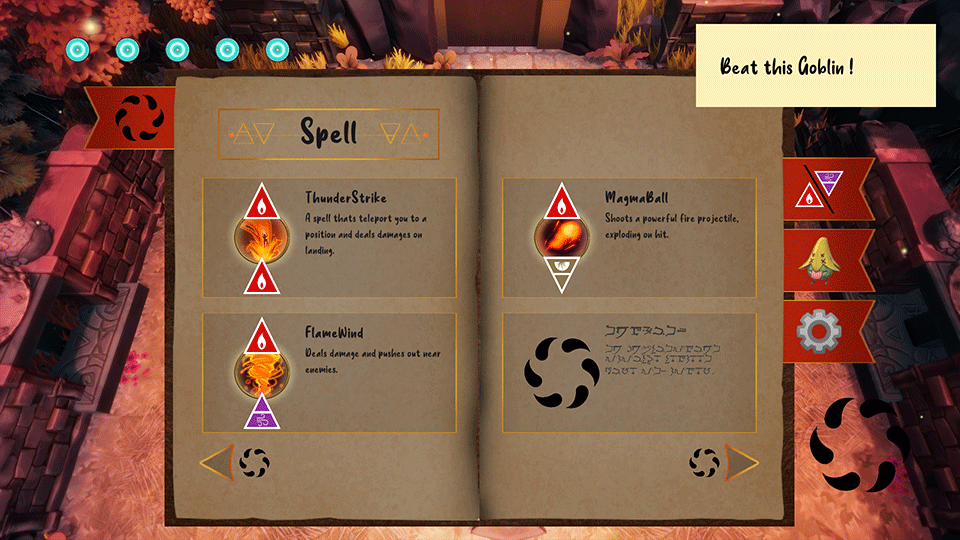 Beat this Goblin !
Spell
ThunderStrike
A spell thats teleport you to a
position and deals damages on
landing.
FlameWind
Deals damage and pushes out near
enemies.
MagmaBall
Shoots a powerful fire projectile,
exploding on hit.